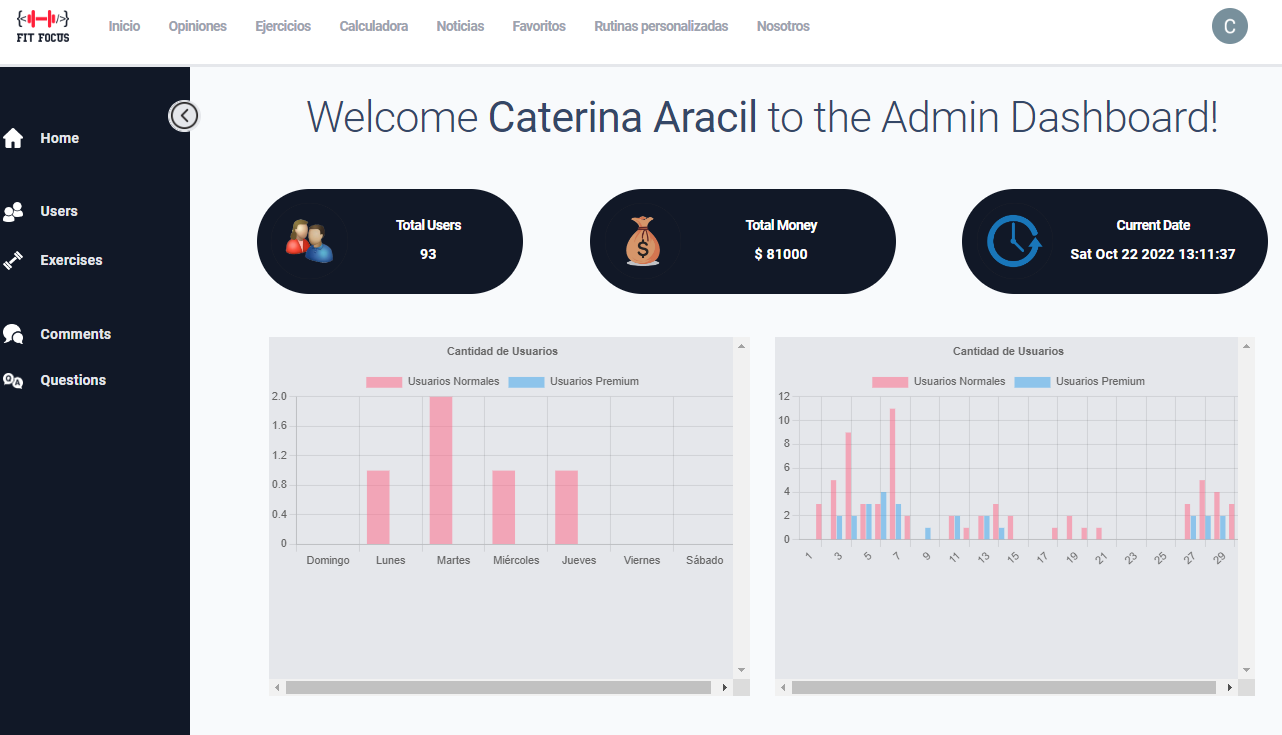 {</>}
FIT FOCUS
Inicio Opiniones Ejercicios Calculadora Noticias Favoritos Rutinas personalizadas Nosotros
C
Home
Users
Exercises
Comments
Q A Questions
Welcome Caterina Aracil to the Admin Dashboard!
Total Users
93
$
Total Money
$ 81000
Current Date
Sat Oct 22 2022 13:11:37
Cantidad de Usuarios
Usuarios Normales Usuarios Premium
2.0
1.6
1.2
0.8
0.4
0
Domingo Lunes Martes Miércoles Jueves Viernes Sábado
Cantidad de Usuarios
Usuarios Normales Usuarios Premium
12
10
8
6
4
2
0
1 3 5 7 9 11 13 15 17 19 21 23 25 27 29